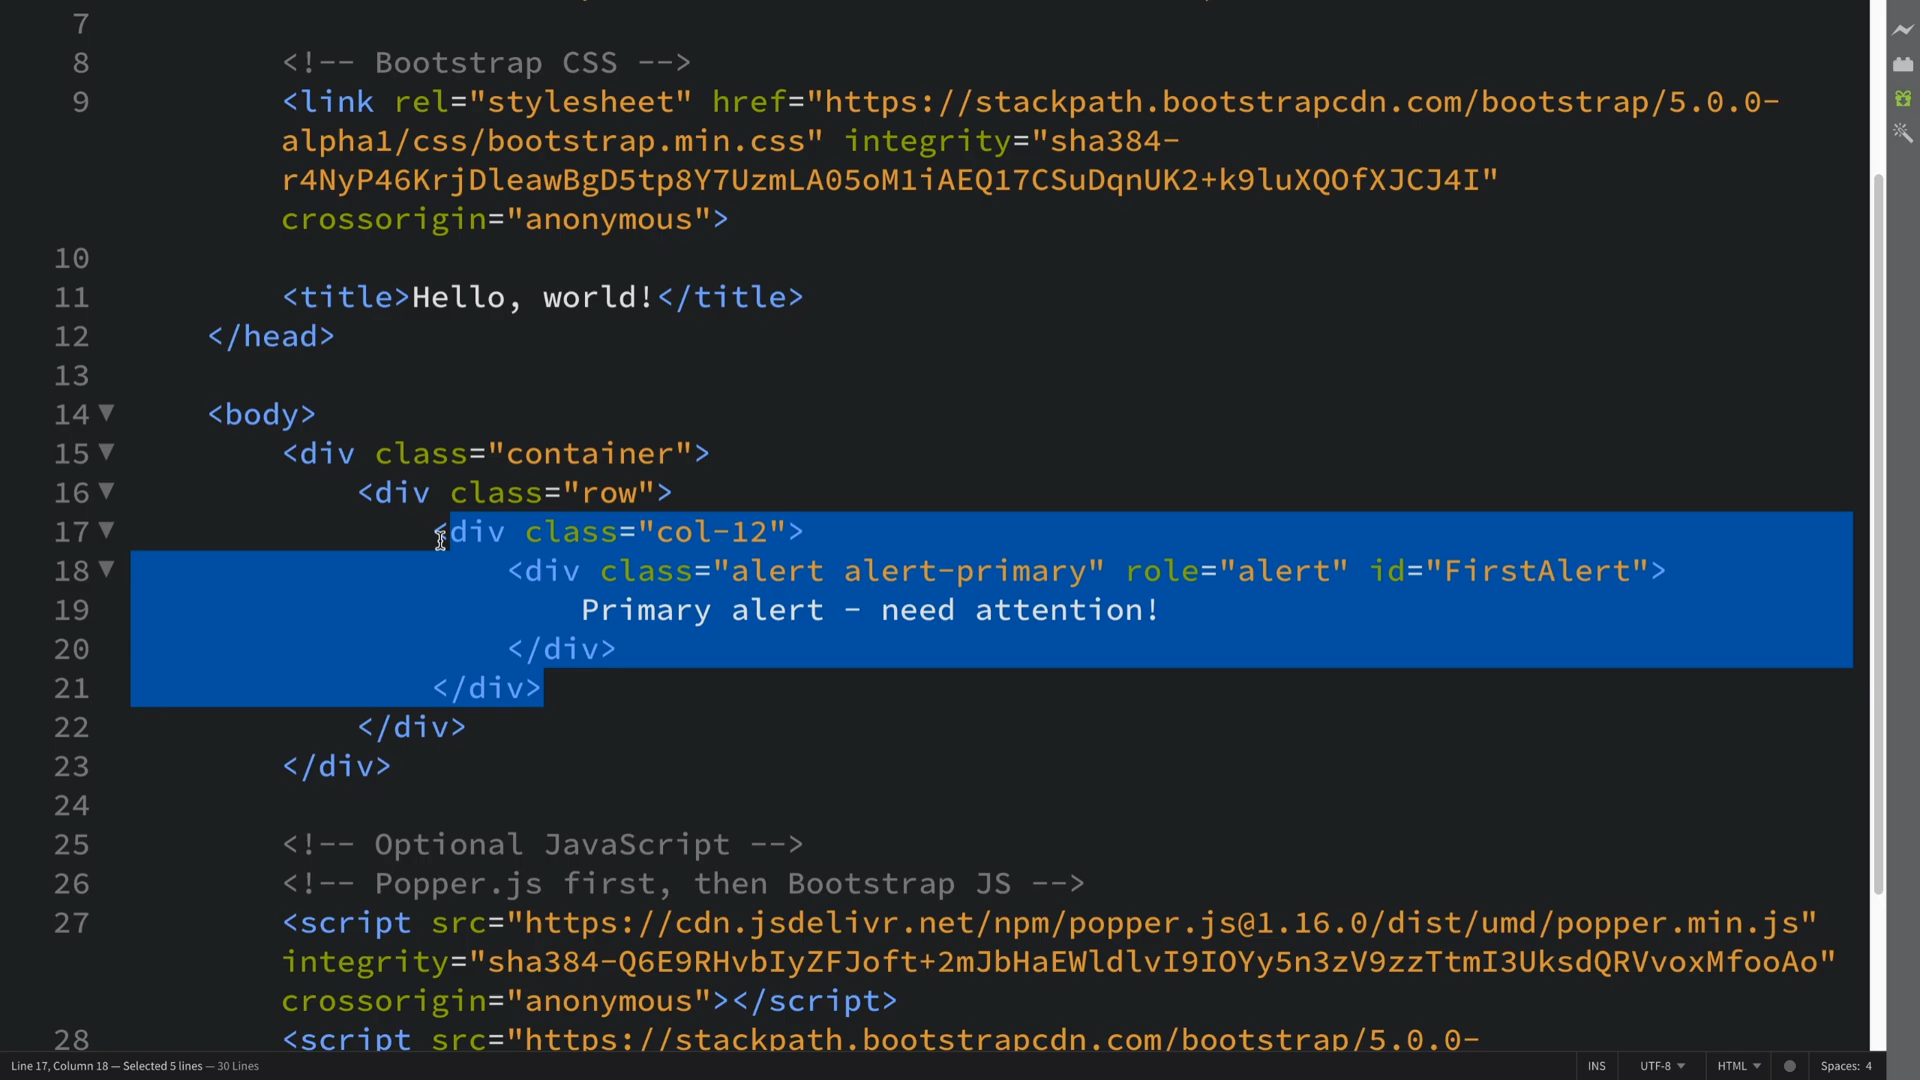 7
8 <!-- Bootstrap CSS -->
9 <link rel="stylesheet" href="https://stackpath.bootstrapcdn.com/bootstrap/5.0.0-
alpha1/css/bootstrap.min.css" integrity="sha384-
r4NyP46KrjDleawBgD5tp8Y7UzmLA05oM1iAEQ17CSuDqnUK2+k9luXQOfXJCJ4I"
crossorigin="anonymous">
10
11 <title>Hello, world!</title>
12 </head>
13
14 <body>
15 <div class="container">
16 <div class="row">
17 <div class="col-12">
18 <div class="alert alert-primary" role="alert" id="FirstAlert">
19 Primary alert - need attention!
20 </div>
21 </div>
22 </div>
23 </div>
24
25 <!-- Optional JavaScript -->
26 <!-- Popper.js first, then Bootstrap JS -->
27 <script src="https://cdn.jsdelivr.net/npm/popper.js@1.16.0/dist/umd/popper.min.js"
integrity="sha384-Q6E9RHvbIyZFJoft+2mJbHaEWldlvI9IOYy5n3zV9zzTtmI3UksdQRVvoxMfooAo"
crossorigin="anonymous"></script>
28 <script src="https://stackpath.bootstrapcdn.com/bootstrap/5.0.0-
Line 17, Column 18 — Selected 5 lines — 30 Lines
INS UTF-8 HTML Spaces: 4